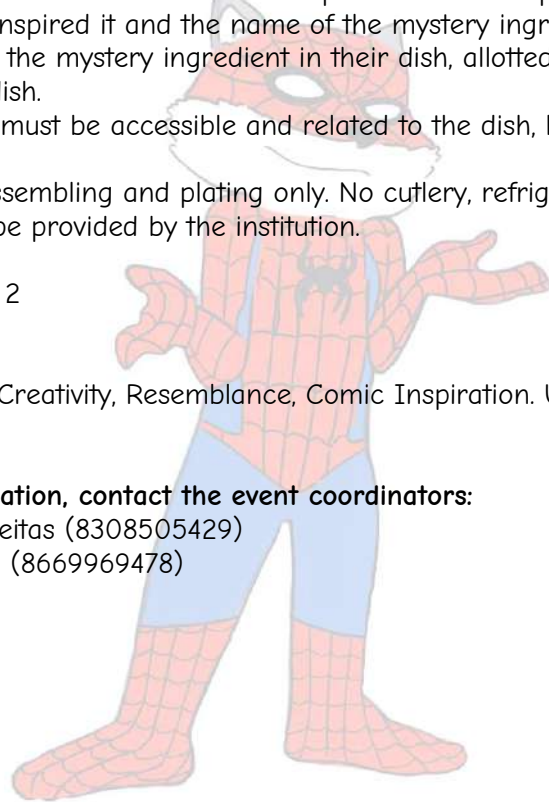 nspired it and the name of the mystery ingr
the mystery ingredient in their dish, allotted
lish.
must be accessible and related to the dish,
ssembling and plating only. No cutlery, refrig
be provided by the institution.
2
Creativity, Resemblance, Comic Inspiration.
ation, contact the event coordinators:
eitas (8308505429)
(8669969478)